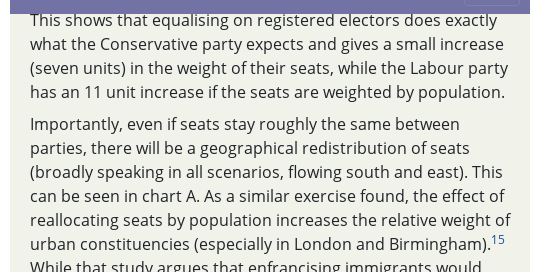 This shows that equalising on registered electors does exactly
what the Conservative party expects and gives a small increase
(seven units) in the weight of their seats, while the Labour party
has an 11 unit increase if the seats are weighted by population.
Importantly, even if seats stay roughly the same between
parties, there will be a geographical redistribution of seats
(broadly speaking in all scenarios, flowing south and east). This
can be seen in chart A. As a similar exercise found, the effect of
reallocating seats by population increases the relative weight of
urban constituencies (especially in London and Birmingham).15
While that study argues that enfranchising immigrants would